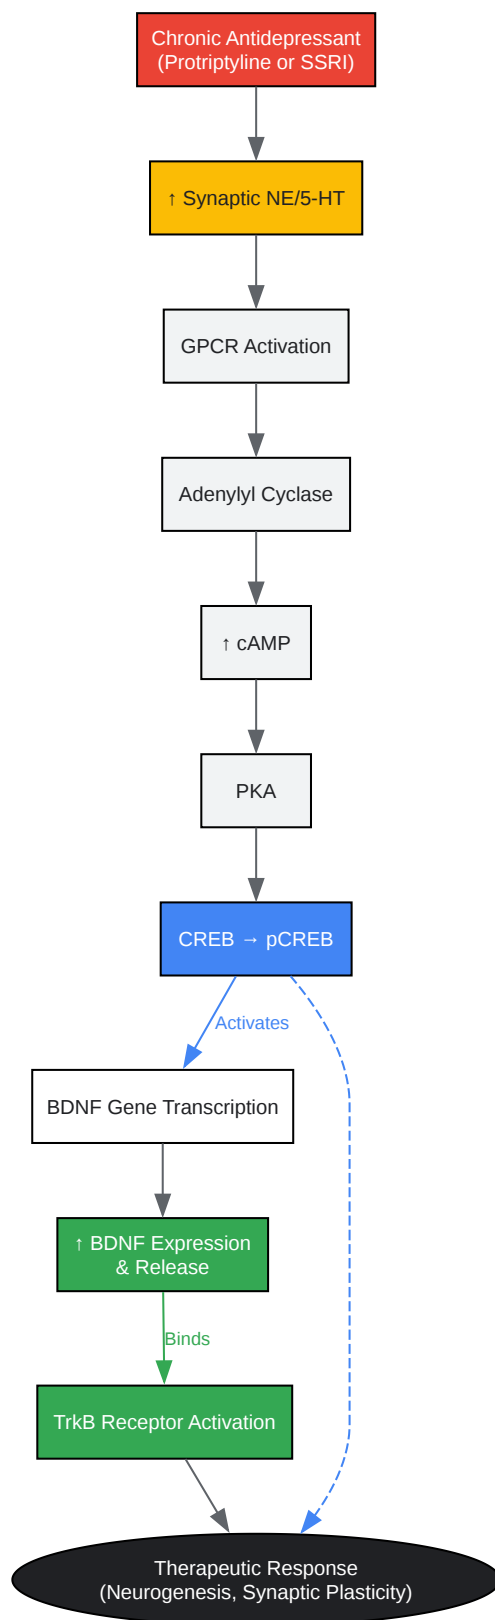 Chronic Antidepressant
(Protriptyline or SSRI)
↑ Synaptic NE/5-HT
GPCR Activation
Adenylyl Cyclase
↑ cAMP
PKA
CREB → pCREB
Activates
BDNF Gene Transcription
↑ BDNF Expression
& Release
Binds
TrkB Receptor Activation
Therapeutic Response
(Neurogenesis, Synaptic Plasticity)